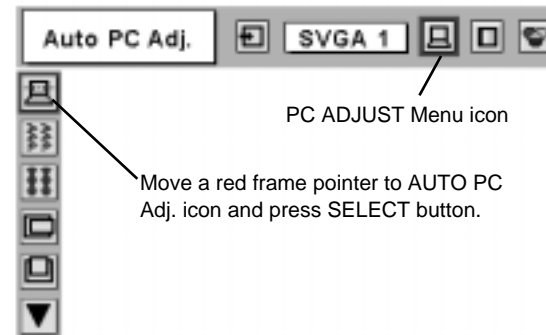 Auto PC Adj.
SVGA 1
PC ADJUST Menu icon
Move a red frame pointer to AUTO PC
Adj. icon and press SELECT button.